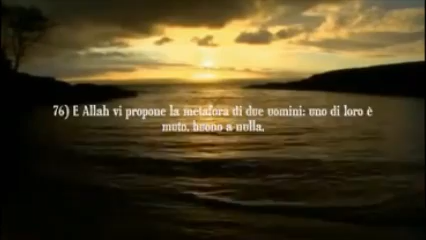 76) E Allah vi propone la metafora di due uomini: uno di loro è
muto, buono a nulla,